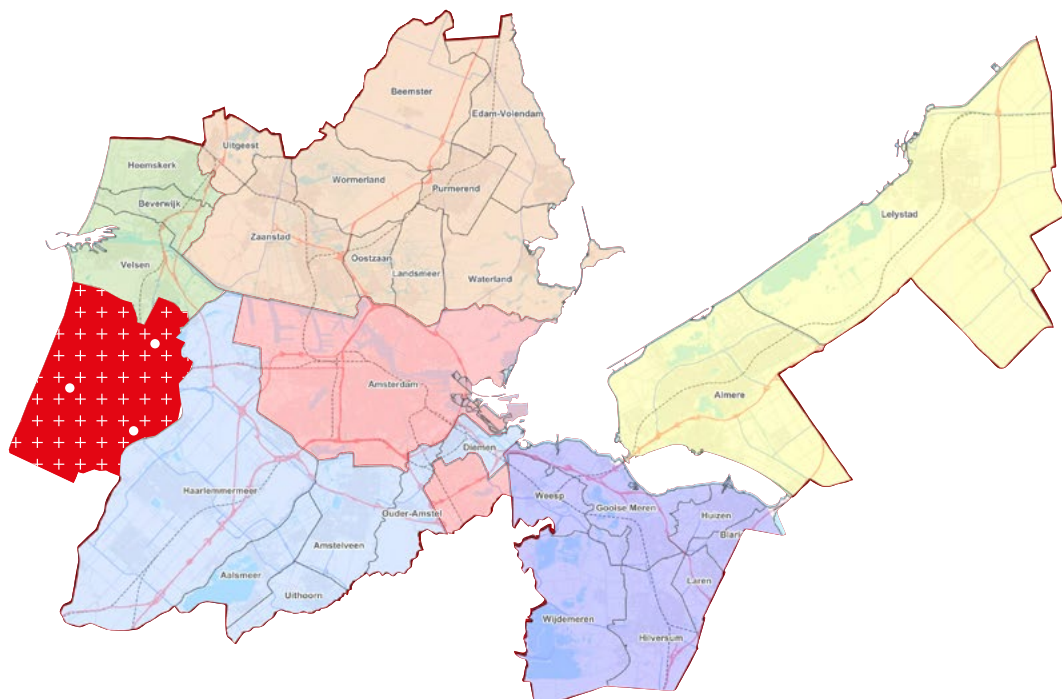 Beemster
Edam-Volendam
Uitgeest
Heemskerk
Wormerland
Purmerend
Beverwijk
Lelystad
Zaanstad
Oostzaan
Velsen
Landsmeer
Waterland
Amsterdam
Almere
Diemen
Haarlemmermeer
Weesp
Gooise Meren
Huizen
Ouder-Amstel
Blari
Amstelveen
Aalsmeer
Laren
Uithoorn
Wijdemeren
Hilversum